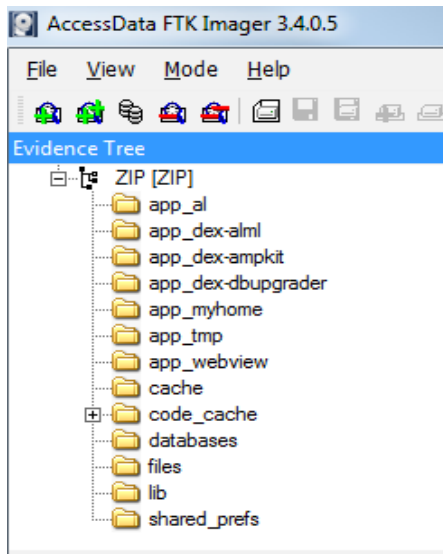 AccessData FTK Imager 3.4.0.5
File View Mode Help
Evidence Tree
ZIP [ZIP]
app_al
app_dex-alml
app_dex-ampkit
app_dex-dbupgrader
app_myhome
app_tmp
app_webview
cache
code_cache
databases
files
lib
shared_prefs